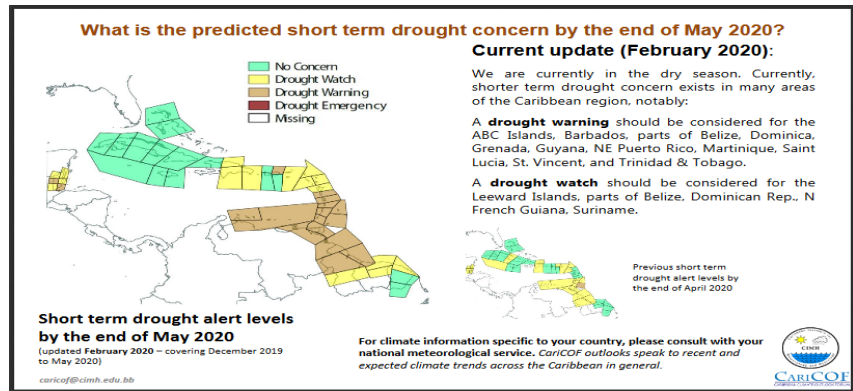 What is the predicted short term drought concern by the end of May 2020?
No Concern
Drought Watch
Drought Warning
Drought Emergency
Missing
Current update (February 2020):
We are currently in the dry season. Currently,
shorter term drought concern exists in many areas
of the Caribbean region, notably:
A drought warning should be considered for the
ABC Islands, Barbados, parts of Belize, Dominica,
Grenada, Guyana, NE Puerto Rico, Martinique, Saint
Lucia, St. Vincent, and Trinidad & Tobago.
A drought watch should be considered for the
Leeward Islands, parts of Belize, Dominican Rep., N
French Guiana, Suriname.
Previous short term
drought alert levels by
the end of April 2020
Short term drought alert levels
by the end of May 2020
(updated February 2020 – covering December 2019
to May 2020)
caricof@cimh.edu.bb
For climate information specific to your country, please consult with your
national meteorological service. CariCOF outlooks speak to recent and
expected climate trends across the Caribbean in general.
CIMH
CARICOF